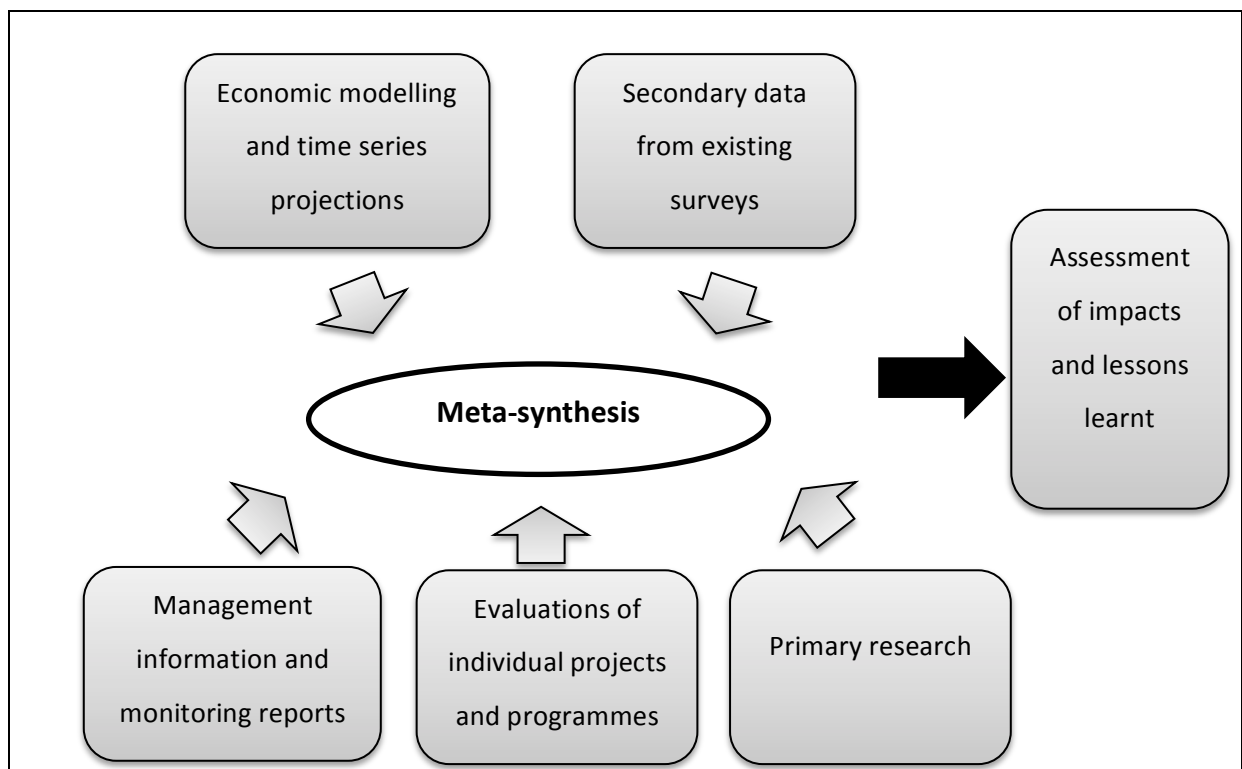 Economic modelling
and time series
projections
Secondary data
from existing
surveys
Assessment
of impacts
and lessons
learnt
Meta-synthesis
Management
information and
monitoring reports
Evaluations of
individual projects
and programmes
Primary research